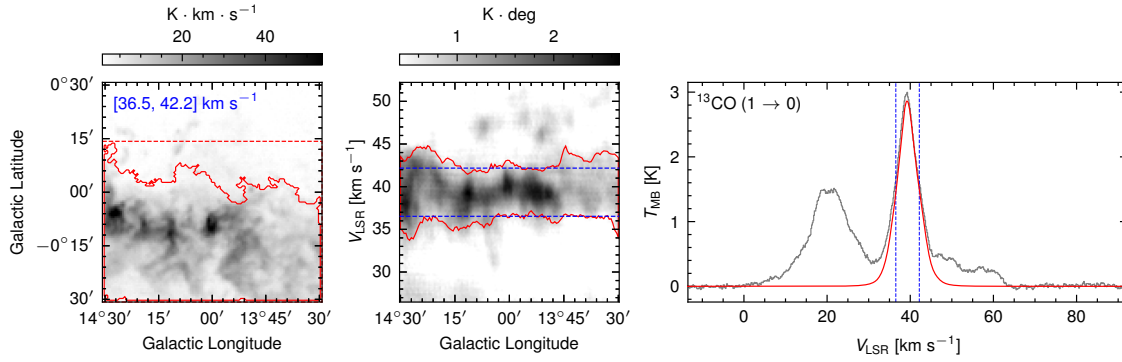 K · km · s⁻¹
20 40
0°30′
15′
00′
−0°15′
30′
Galactic Latitude
[36.5, 42.2] km s⁻¹
14°30′ 15′ 00′ 13°45′ 30′
Galactic Longitude
K · deg
1 2
50
45
40
35
30
V_LSR [km s⁻¹]
14°30′ 15′ 00′ 13°45′ 30′
Galactic Longitude
¹³CO (1 → 0)
3
2
1
0
T_MB [K]
0 20 40 60 80
V_LSR [km s⁻¹]